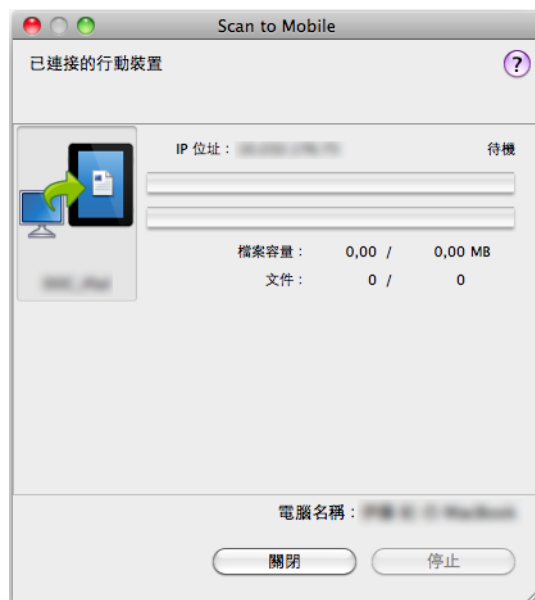 Scan to Mobile
已連接的行動裝置
?
IP 位址： 待機
檔案容量： 0,00 / 0,00 MB
文件： 0 / 0
電腦名稱：
關閉 停止